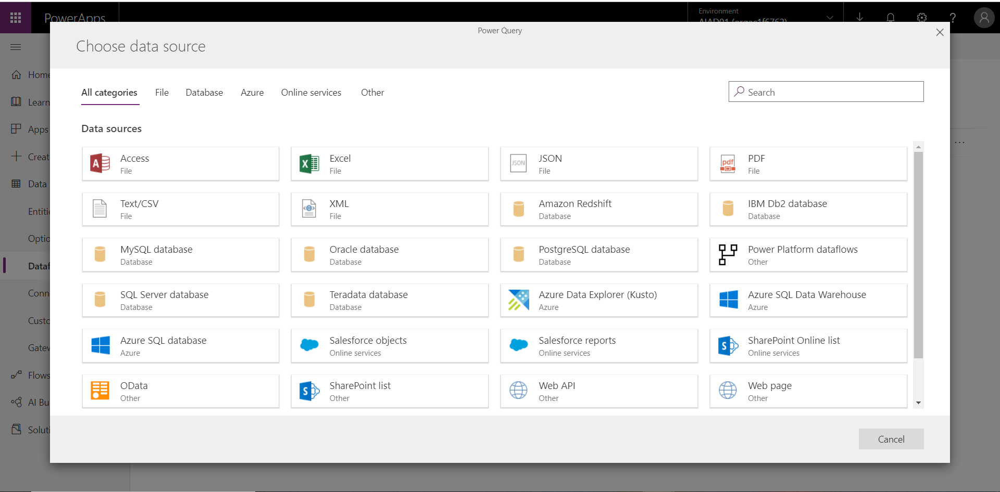 PowerApps
Environment
Power Query
Choose data source
Home
Learn
Apps
Creat
Data
Entitie
Optio
Dataf
Conn
Custo
Gatew
Flows
AI Bu
Soluti
All categories
File
Database
Azure
Online services
Other
Search
Data sources
Access
File
Excel
File
JSON
JSON
File
pdf
PDF
File
Text/CSV
File
XML
File
Amazon Redshift
Database
IBM Db2 database
Database
MySQL database
Database
Oracle database
Database
PostgreSQL database
Database
Power Platform dataflows
Other
SQL Server database
Database
Teradata database
Database
Azure Data Explorer (Kusto)
Azure
Azure SQL Data Warehouse
Azure
Azure SQL database
Azure
Salesforce objects
Online services
Salesforce reports
Online services
SharePoint Online list
Online services
OData
Other
SharePoint list
Other
Web API
Other
Web page
Other
Cancel